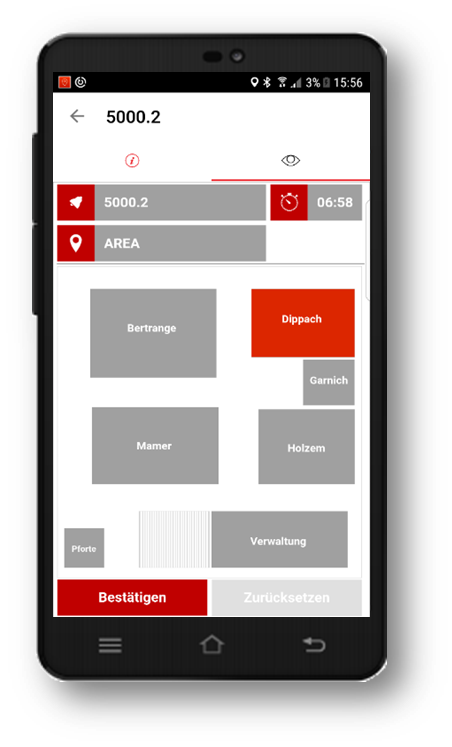 3% 15:56
5000.2
5000.2 06:58
AREA
Bertrange
Dippach
Garnich
Mamer
Holzem
Pforte
Verwaltung
Bestätigen Zurücksetzen